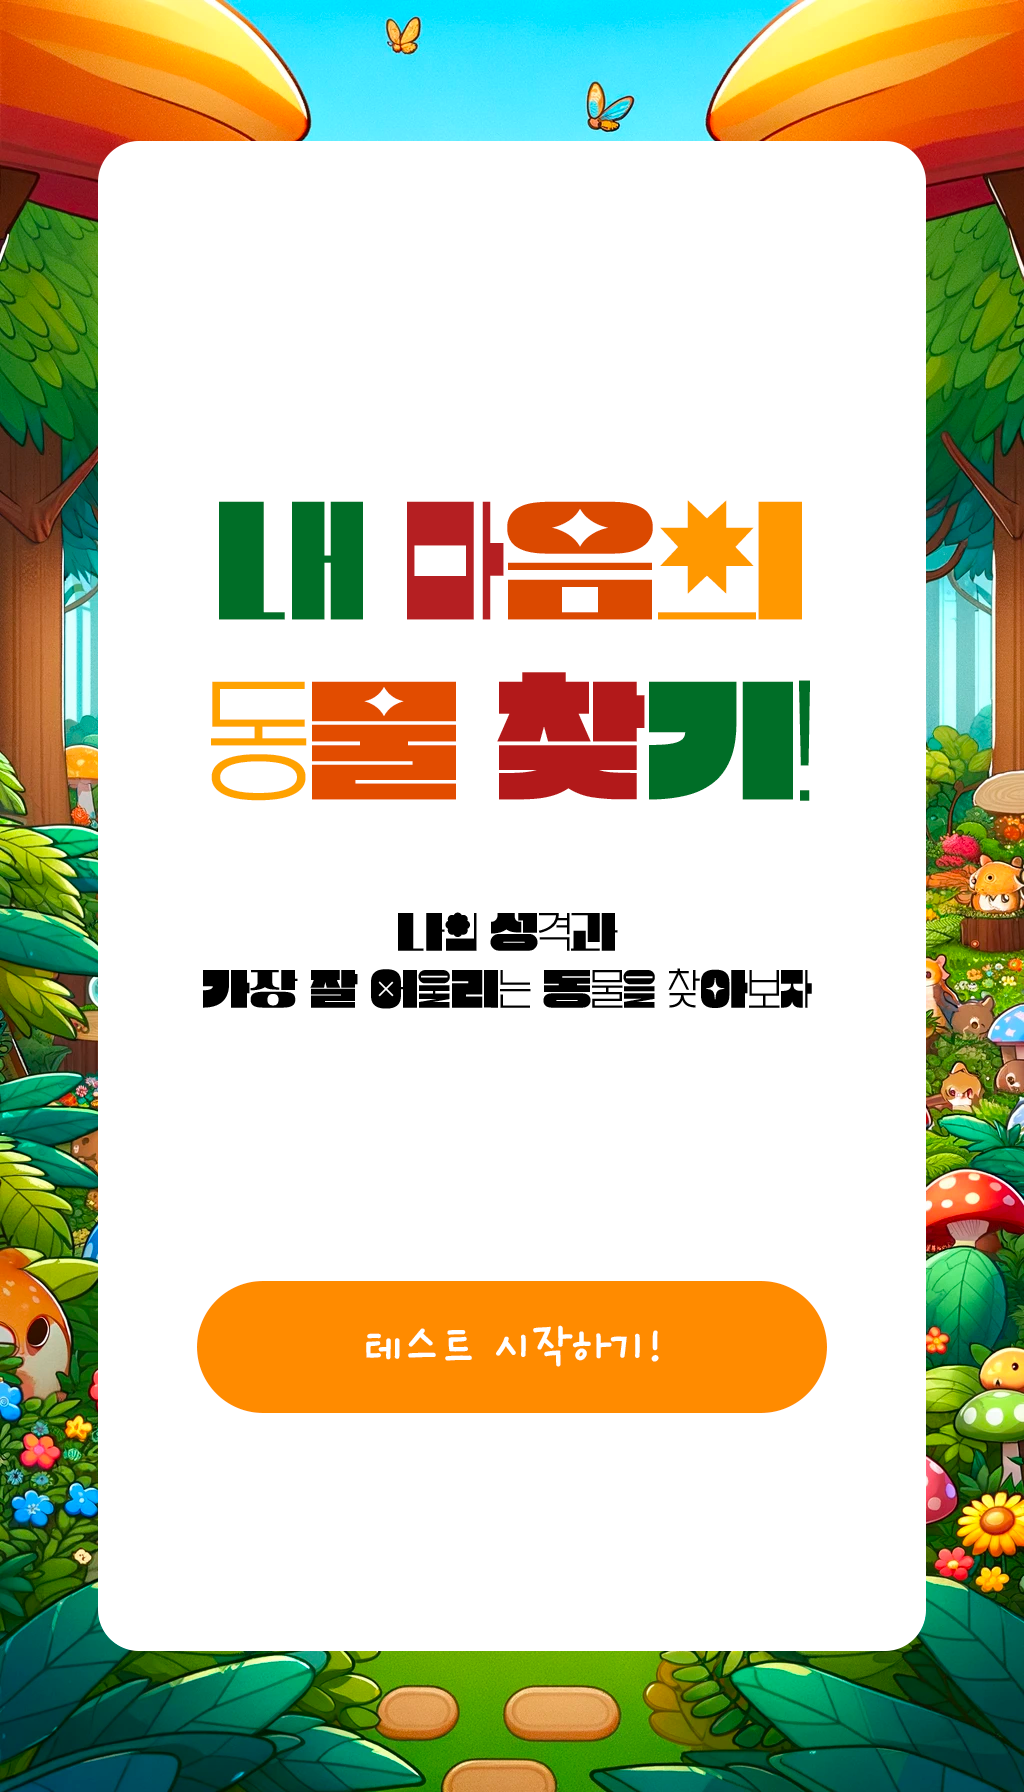 내 마음의
동물 찾기!
나의 성격과
가장 잘 어울리는 동물을 찾아보자
테스트 시작하기!